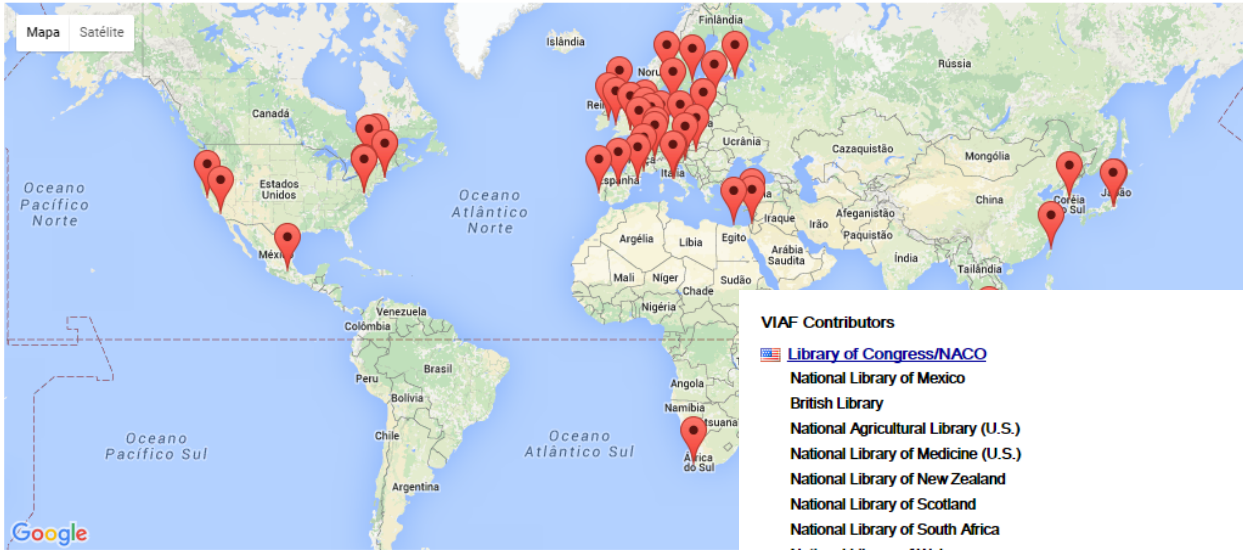 Mapa
Satélite
Finlândia
Islândia
Rússia
Canadá
Ucrânia
Cazaquistão
Mongólia
Oceano
Pacífico
Norte
Estados
Unidos
Oceano
Atlântico
Norte
Espanha
Itália
China
Coréia
do Sul
Japão
Iraque
Irão
Afeganistão
Paquistão
Argélia
Líbia
Egito
Arábia
Saudita
Índia
Tailândia
México
Mali
Níger
Chade
Sudão
Nigéria
Venezuela
Colômbia
Brasil
Peru
Bolívia
Angola
Namíbia
Chile
Oceano
Pacífico Sul
Oceano
Atlântico Sul
África
do Sul
Argentina
Google
VIAF Contributors
Library of Congress/NACO
National Library of Mexico
British Library
National Agricultural Library (U.S.)
National Library of Medicine (U.S.)
National Library of New Zealand
National Library of Scotland
National Library of South Africa